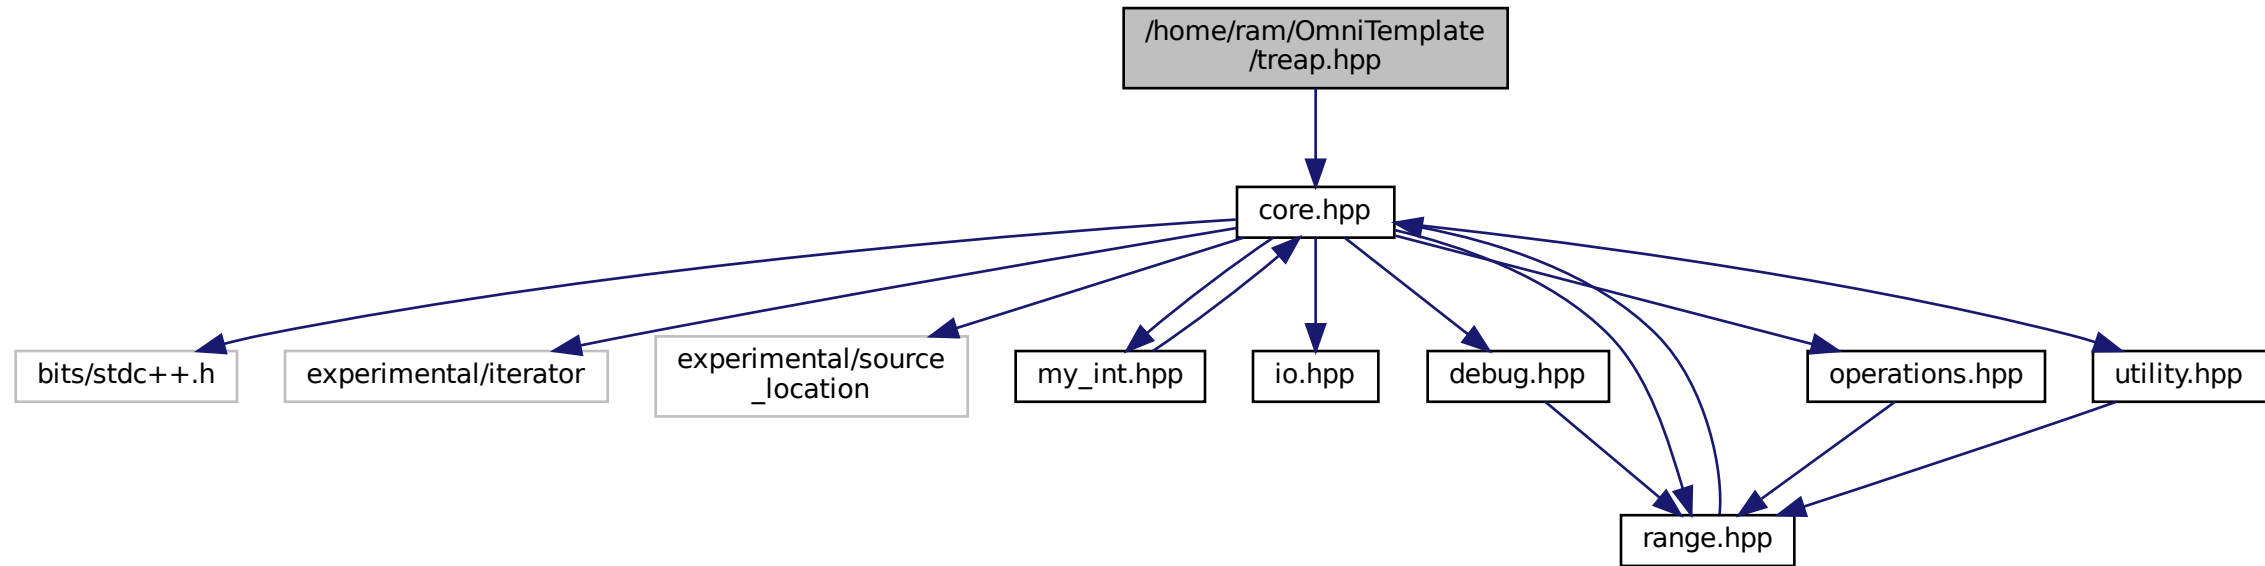 /home/ram/OmniTemplate
/treap.hpp
core.hpp
bits/stdc++.h
experimental/iterator
experimental/source
_location
my_int.hpp
io.hpp
debug.hpp
operations.hpp
utility.hpp
range.hpp